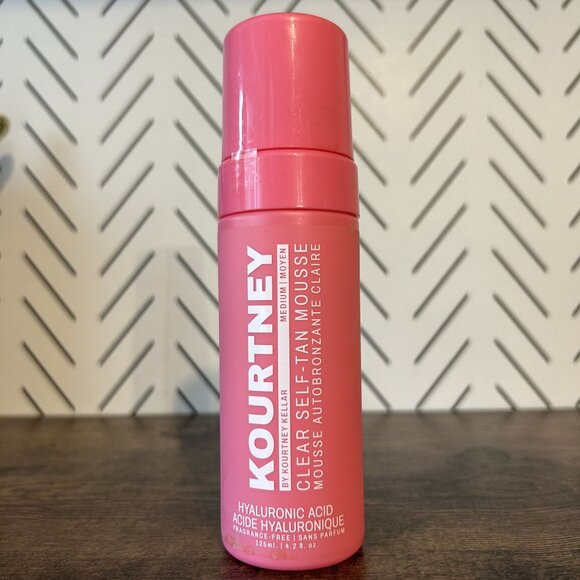 KOURTNEY
BY KOURTNEY KELLAR
MEDIUM | MOYEN
CLEAR SELF-TAN MOUSSE
MOUSSE AUTOBRONZANTE CLAIRE
HYALURONIC ACID
ACIDE HYALURONIQUE
FRAGRANCE-FREE | SANS PARFUM
125ml. | 4.2 fl. oz.